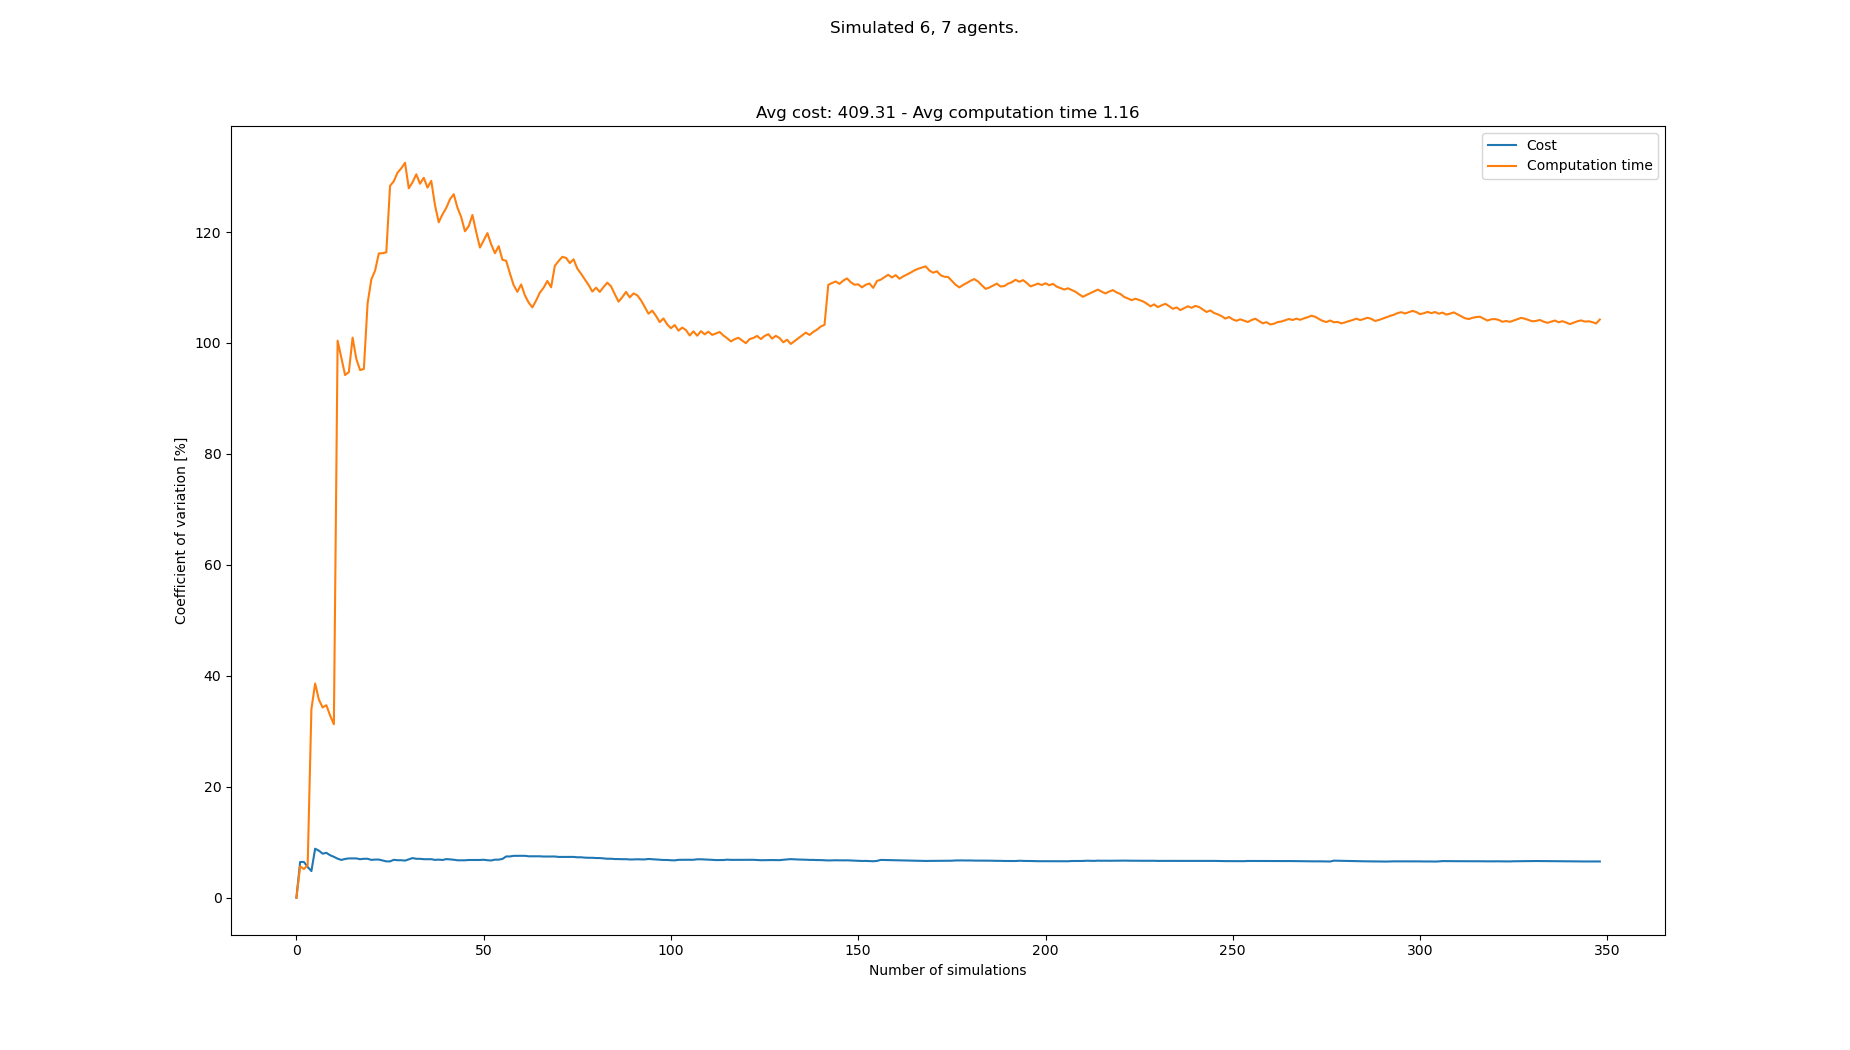 Simulated 6, 7 agents.
Avg cost: 409.31 - Avg computation time 1.16
Cost
Computation time
Coefficient of variation [%]
120
100
80
60
40
20
0
0 50 100 150 200 250 300 350
Number of simulations